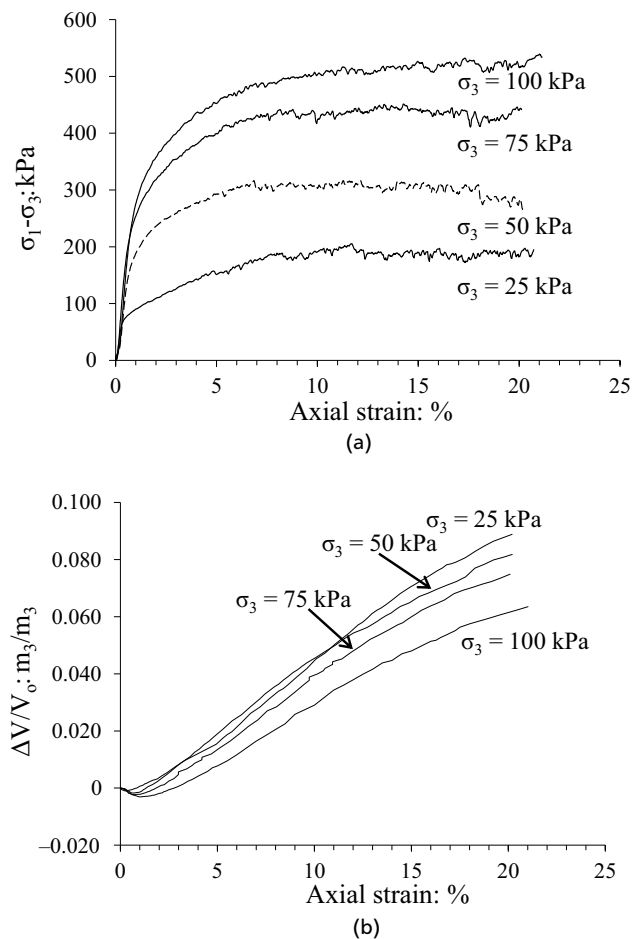 600
500
400
300
200
100
0
σ1-σ3: kPa
σ3 = 100 kPa
σ3 = 75 kPa
σ3 = 50 kPa
σ3 = 25 kPa
0 5 10 15 20 25
Axial strain: %
(a)
0.100
0.080
0.060
0.040
0.020
0
–0.020
ΔV/Vo: m3/m3
σ3 = 25 kPa
σ3 = 50 kPa
σ3 = 75 kPa
σ3 = 100 kPa
0 5 10 15 20 25
Axial strain: %
(b)